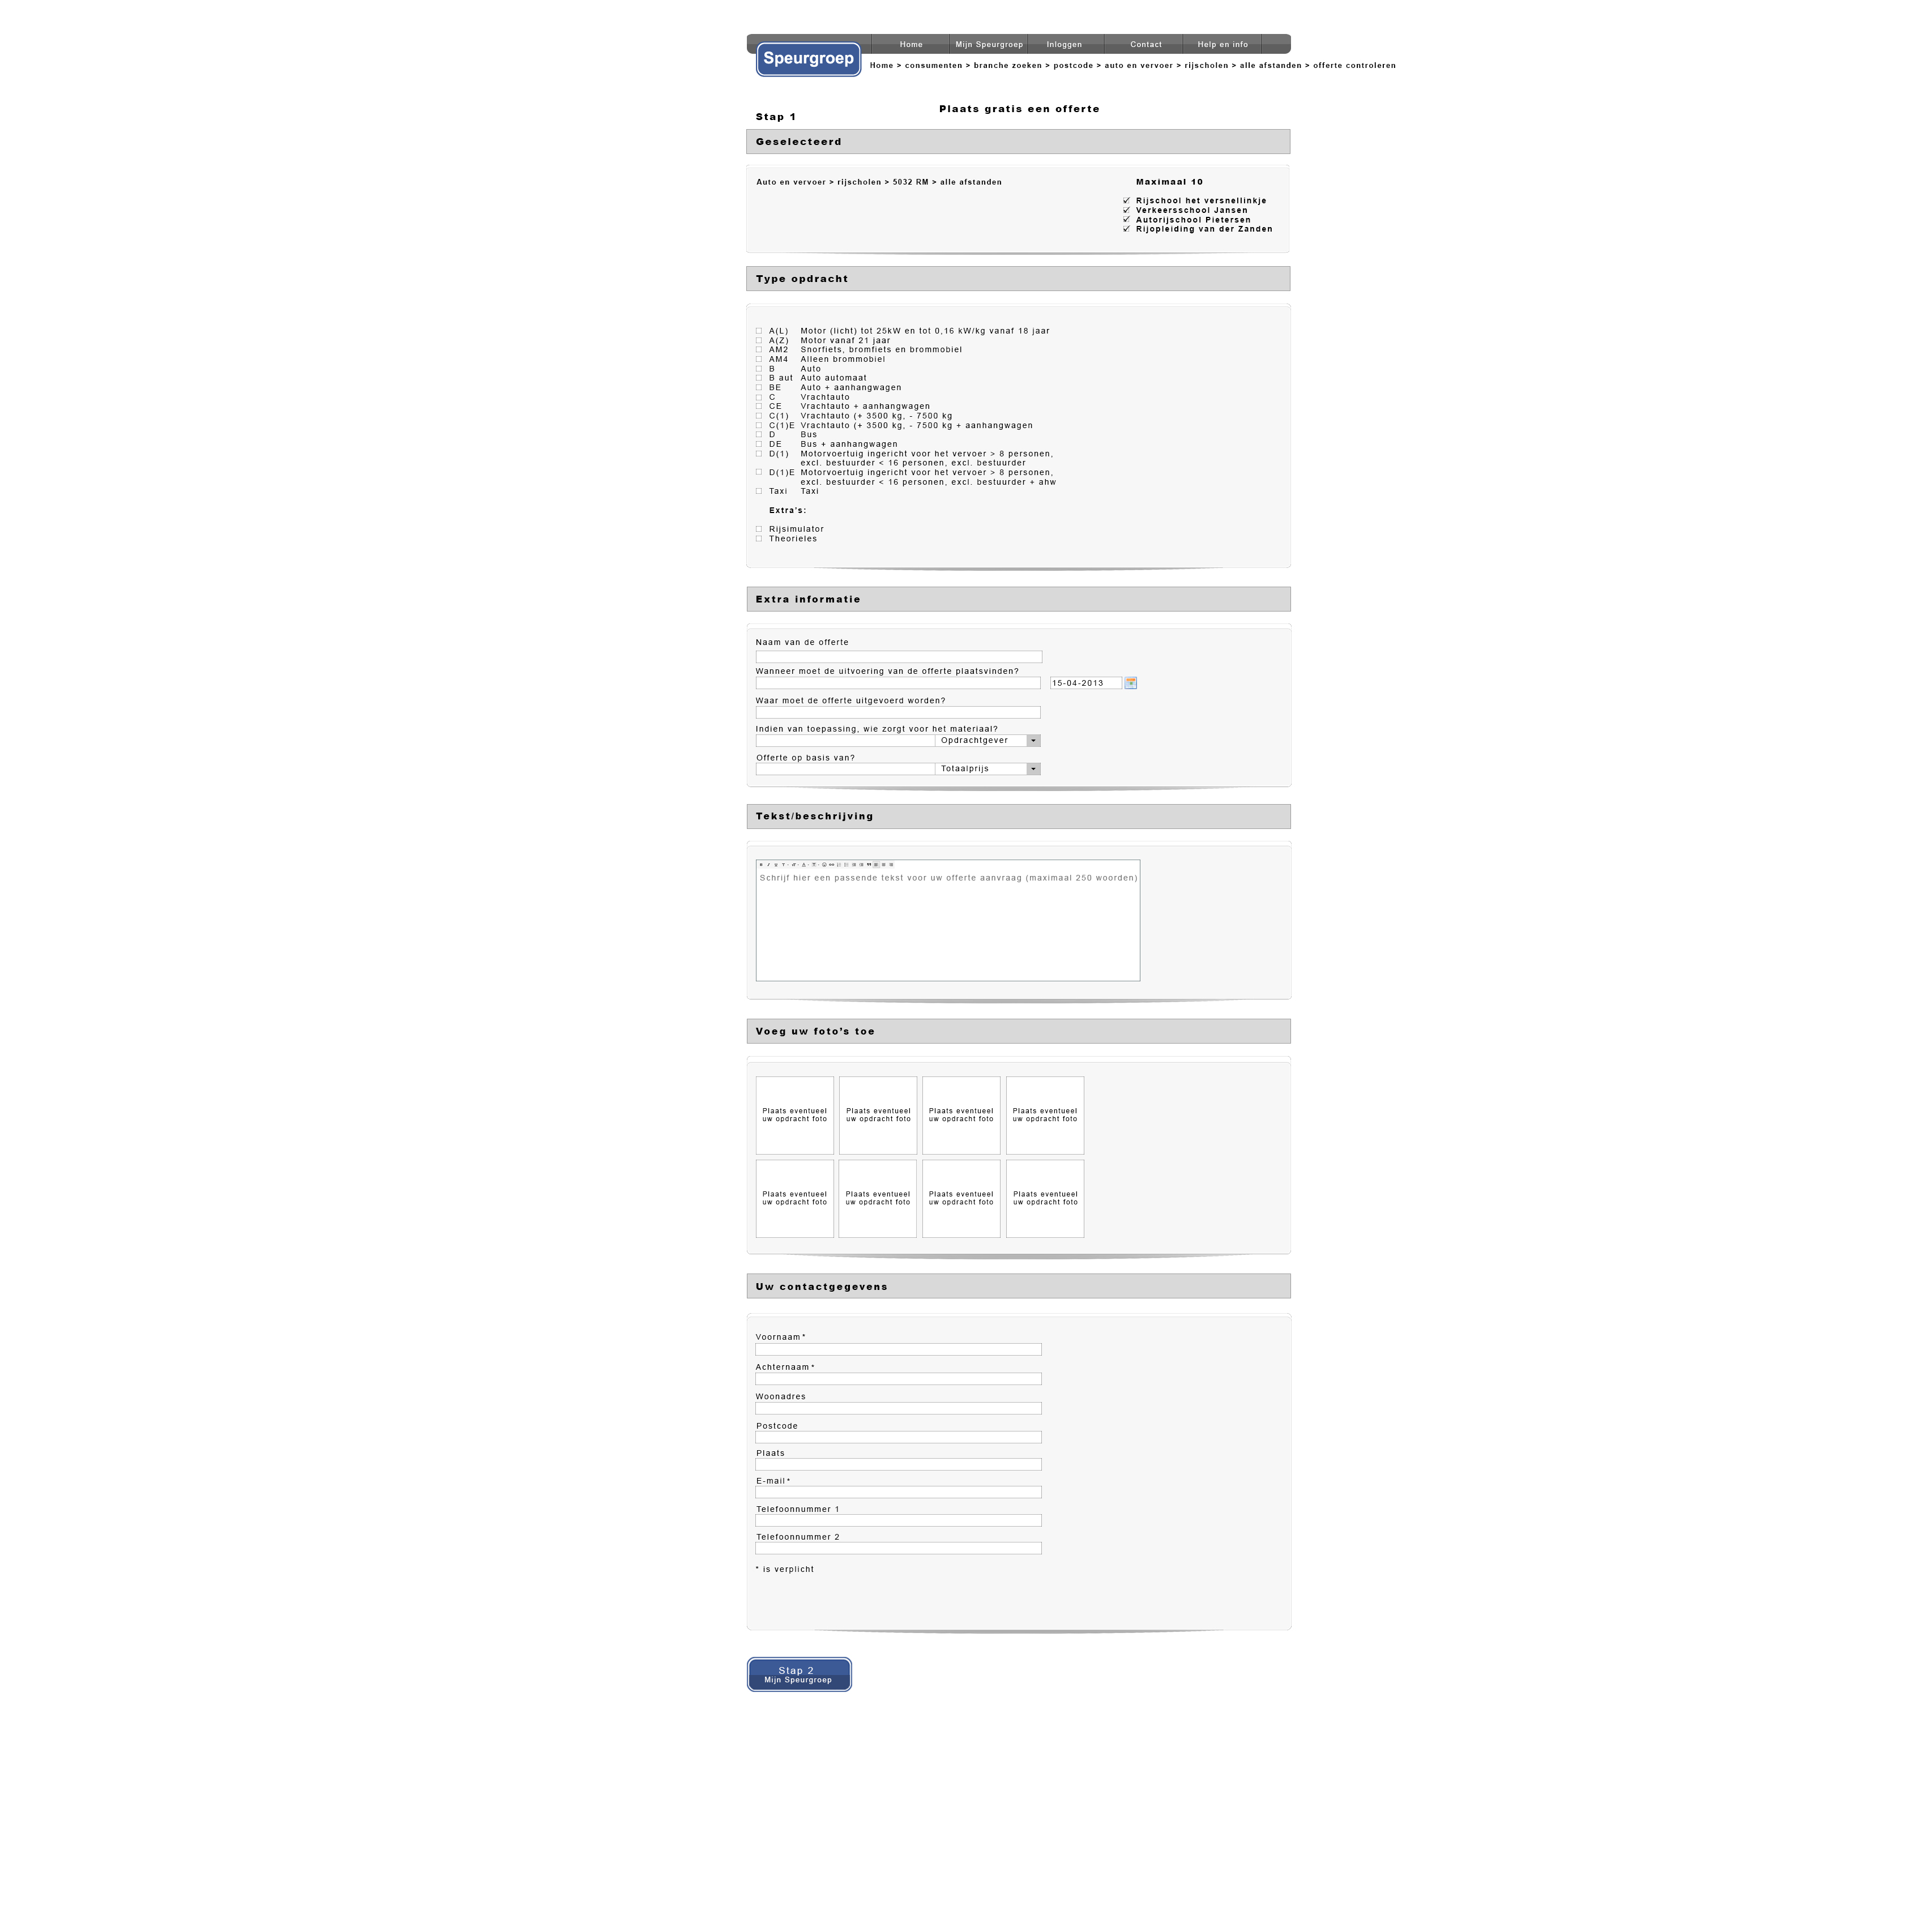 Home Mijn Speurgroep Inloggen Contact Help en info
Speurgroep
Home > consumenten > branche zoeken > postcode > auto en vervoer > rijscholen > alle afstanden > offerte controleren
Plaats gratis een offerte
Stap 1
Geselecteerd
Auto en vervoer > rijscholen > 5032 RM > alle afstanden
Maximaal 10
Rijschool het versnellinkje
Verkeersschool Jansen
Autorijschool Pietersen
Rijopleiding van der Zanden
Type opdracht
A(L) Motor (licht) tot 25kW en tot 0,16 kW/kg vanaf 18 jaar
A(Z) Motor vanaf 21 jaar
AM2 Snorfiets, bromfiets en brommobiel
AM4 Alleen brommobiel
B Auto
B aut Auto automaat
BE Auto + aanhangwagen
C Vrachtauto
CE Vrachtauto + aanhangwagen
C(1) Vrachtauto (+ 3500 kg, - 7500 kg
C(1)E Vrachtauto (+ 3500 kg, - 7500 kg + aanhangwagen
D Bus
DE Bus + aanhangwagen
D(1) Motorvoertuig ingericht voor het vervoer > 8 personen,
excl. bestuurder < 16 personen, excl. bestuurder
D(1)E Motorvoertuig ingericht voor het vervoer > 8 personen,
excl. bestuurder < 16 personen, excl. bestuurder + ahw
Taxi Taxi
Extra's:
Rijsimulator
Theorieles
Extra informatie
Naam van de offerte
Wanneer moet de uitvoering van de offerte plaatsvinden?
15-04-2013
Waar moet de offerte uitgevoerd worden?
Indien van toepassing, wie zorgt voor het materiaal?
Opdrachtgever
Offerte op basis van?
Totaalprijs
Tekst/beschrijving
Schrijf hier een passende tekst voor uw offerte aanvraag (maximaal 250 woorden)
Voeg uw foto's toe
Plaats eventueel Plaats eventueel Plaats eventueel Plaats eventueel
uw opdracht foto uw opdracht foto uw opdracht foto uw opdracht foto
Plaats eventueel Plaats eventueel Plaats eventueel Plaats eventueel
uw opdracht foto uw opdracht foto uw opdracht foto uw opdracht foto
Uw contactgegevens
Voornaam *
Achternaam *
Woonadres
Postcode
Plaats
E-mail *
Telefoonnummer 1
Telefoonnummer 2
* is verplicht
Stap 2
Mijn Speurgroep